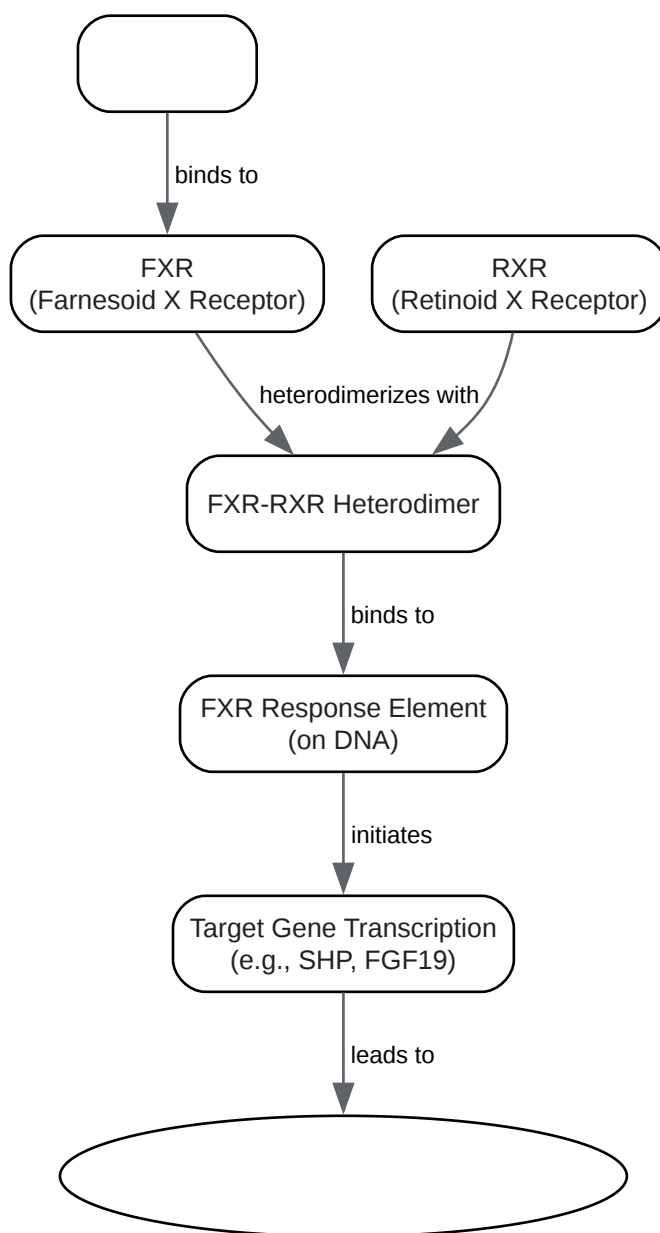 binds to
FXR
(Farnesoid X Receptor)
RXR
(Retinoid X Receptor)
heterodimerizes with
FXR-RXR Heterodimer
binds to
FXR Response Element
(on DNA)
initiates
Target Gene Transcription
(e.g., SHP, FGF19)
leads to